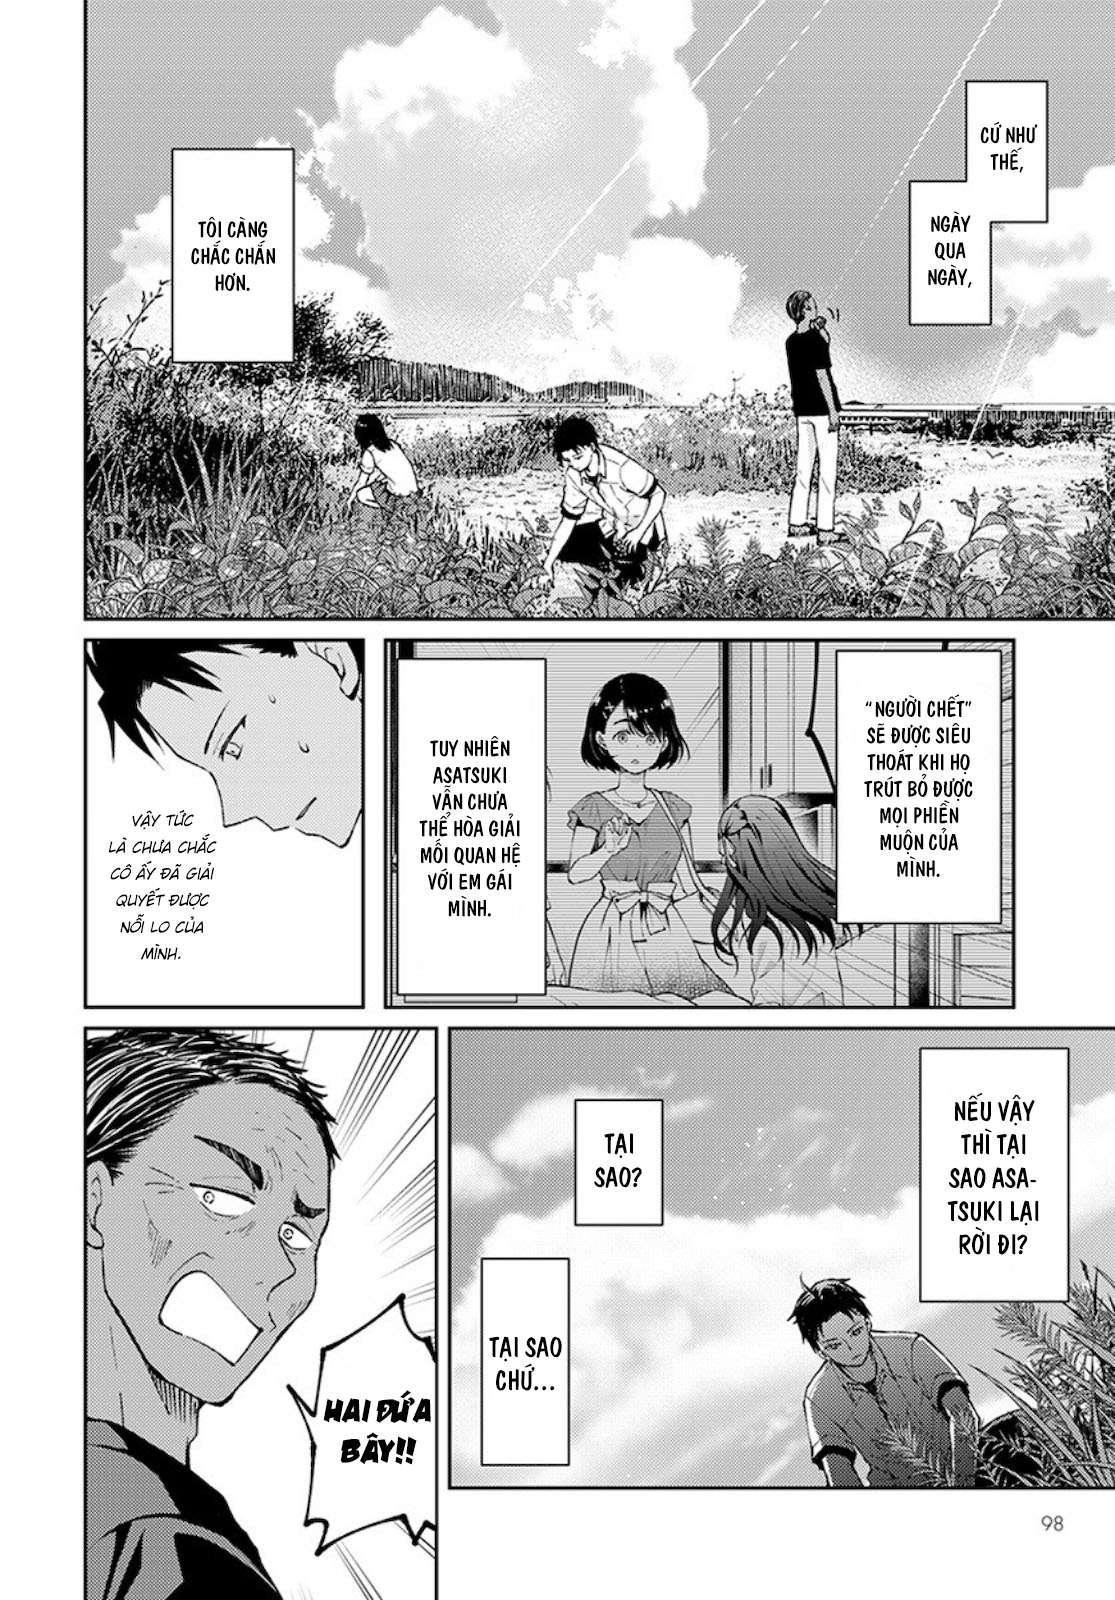 CỨ NHƯ
THẾ,
NGÀY
QUA
NGÀY,
TÔI CÀNG
CHẮC CHẮN
HƠN.
“NGƯỜI CHẾT”
SẼ ĐƯỢC SIÊU
THOÁT KHI HỌ
TRÚT BỎ ĐƯỢC
MỌI PHIỀN
MUỘN CỦA
MÌNH.
TUY NHIÊN
ASATSUKI
VẪN CHƯA
THỂ HÒA GIẢI
MỐI QUAN HỆ
VỚI EM GÁI
MÌNH.
VẬY TỨC
LÀ CHƯA CHẮC
CÔ ẤY ĐÃ GIẢI
QUYẾT ĐƯỢC
NỖI LO CỦA
MÌNH.
NẾU VẬY
THÌ TẠI
SAO ASA-
TSUKI LẠI
RỜI ĐI?
TẠI
SAO?
TẠI SAO
CHỨ...
HAI ĐỨA
BÂY!!
98